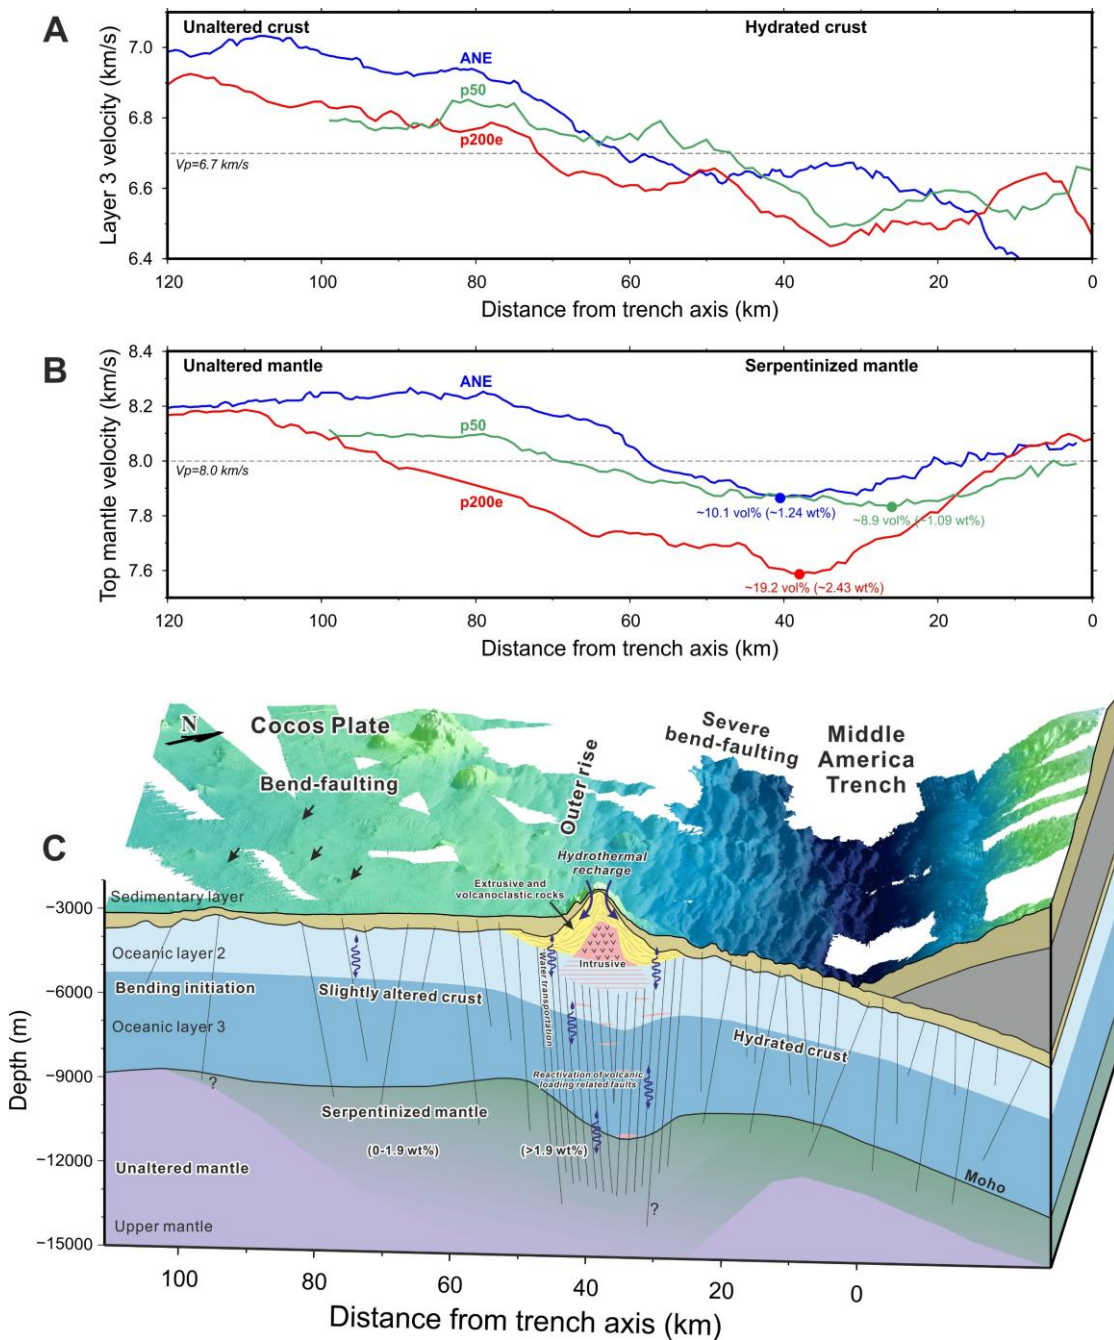 A
Unaltered crust
Hydrated crust
ANE
p50
p200e
Vp=6.7 km/s
Layer 3 velocity (km/s)
7.0
6.8
6.6
6.4
120 100 80 60 40 20 0
Distance from trench axis (km)
B
Unaltered mantle
Serpentinized mantle
ANE
p50
Vp=8.0 km/s
p200e
~10.1 vol% (~1.24 wt%)
~8.9 vol% (~1.09 wt%)
~19.2 vol% (~2.43 wt%)
Top mantle velocity (km/s)
8.4
8.2
8.0
7.8
7.6
120 100 80 60 40 20 0
Distance from trench axis (km)
C
N
Cocos Plate
Bend-faulting
Outer rise
Severe
bend-faulting
Middle
America
Trench
Hydrothermal
recharge
Extrusive and
volcanoclastic rocks
Sedimentary layer
Oceanic layer 2
Intrusive
Water transportation
Bending initiation
Slightly altered crust
Oceanic layer 3
Hydrated crust
Reactivation of volcanic
loading related faults
?
Serpentinized mantle
(0-1.9 wt%)
(>1.9 wt%)
Unaltered mantle
Moho
?
Upper mantle
Depth (m)
−3000
−6000
−9000
−12000
−15000
100 80 60 40 20 0
Distance from trench axis (km)